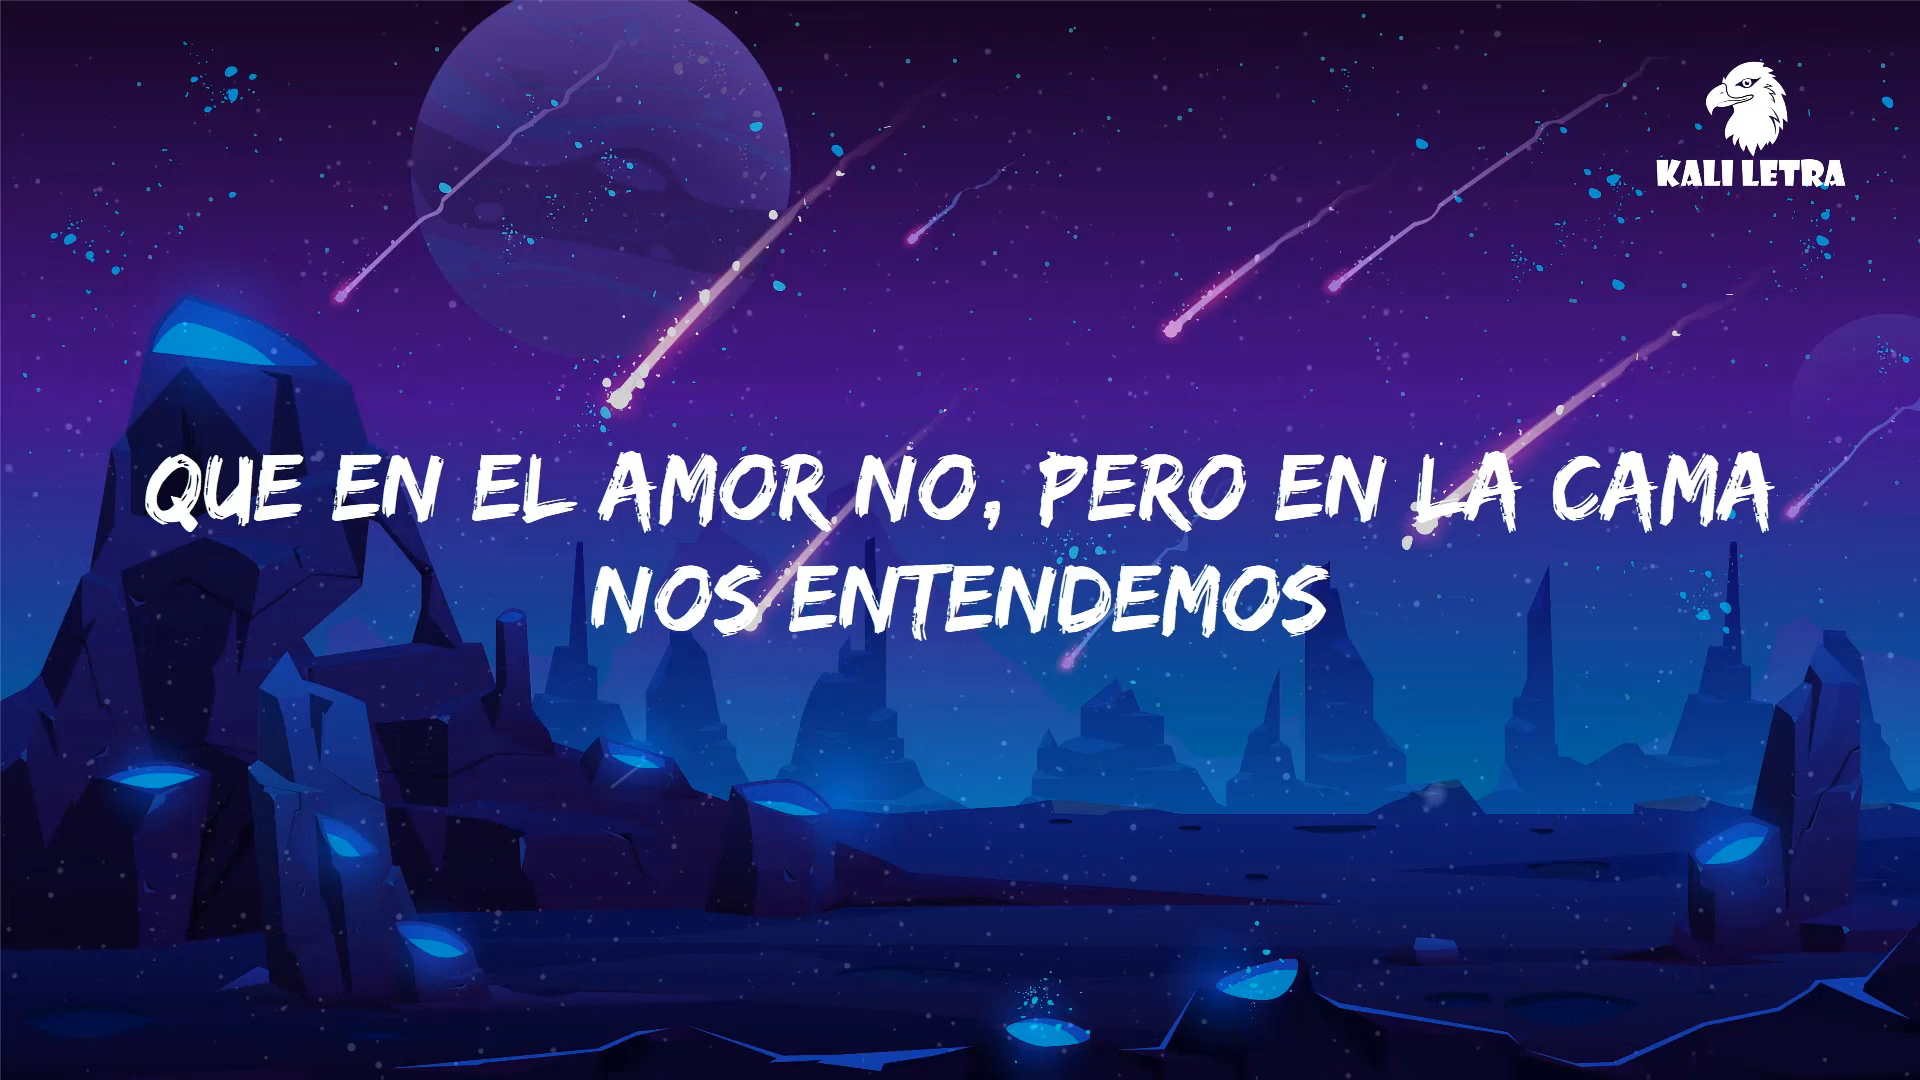 KALI LETRA
QUE EN EL AMOR NO, PERO EN LA CAMA
NOS ENTENDEMOS